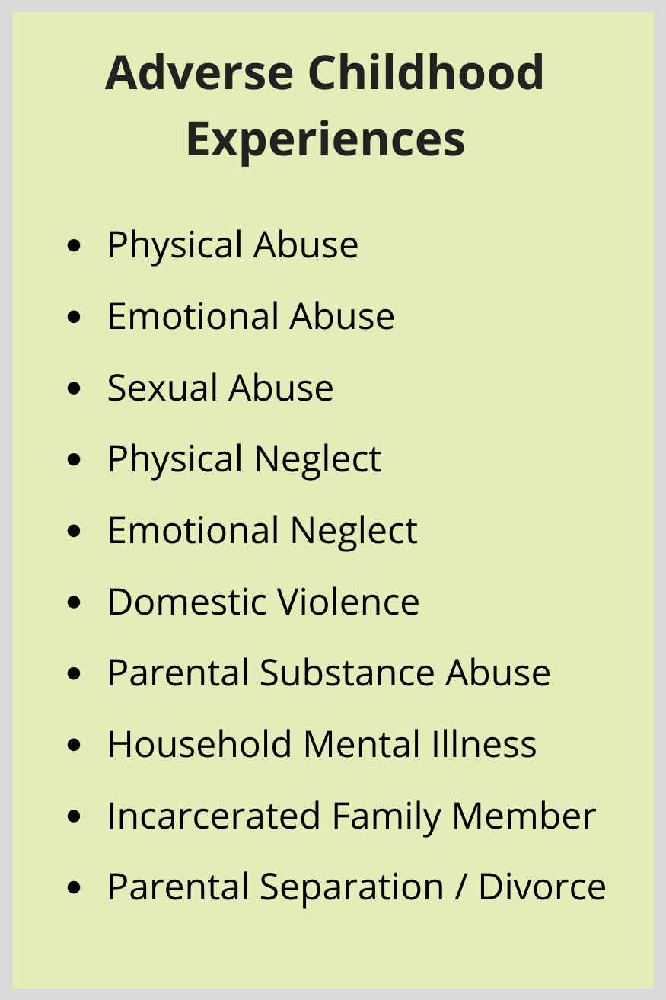 Adverse Childhood
Experiences
• Physical Abuse
• Emotional Abuse
• Sexual Abuse
• Physical Neglect
• Emotional Neglect
• Domestic Violence
• Parental Substance Abuse
• Household Mental Illness
• Incarcerated Family Member
• Parental Separation / Divorce